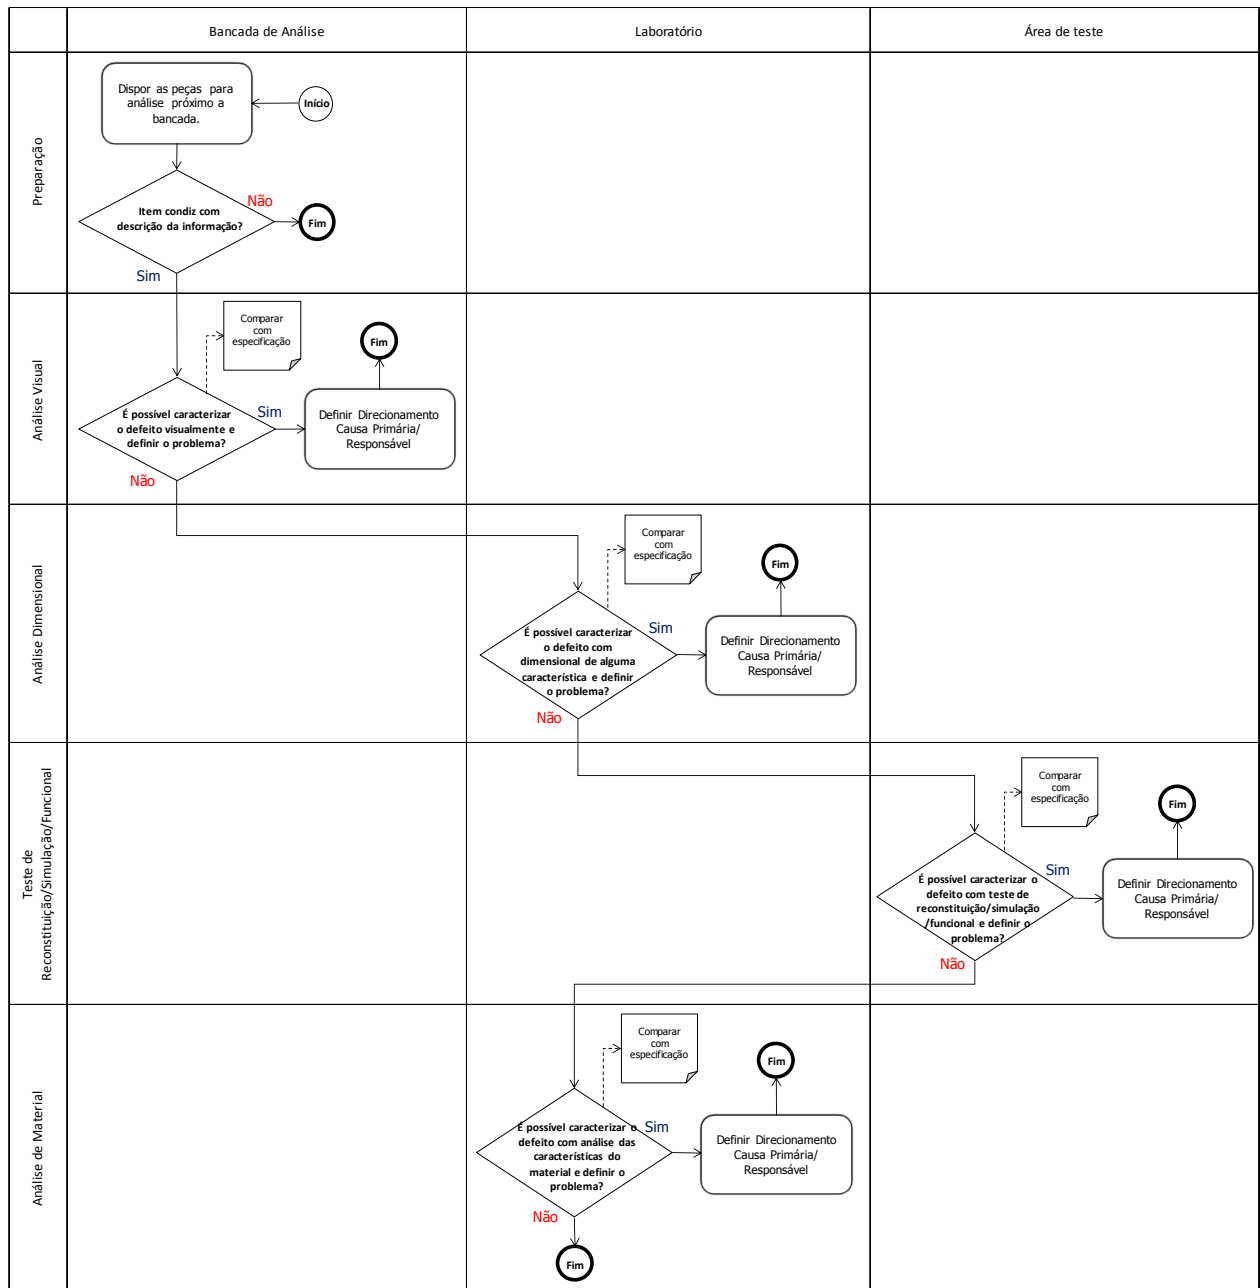 Bancada de Análise
Laboratório
Área de teste
Preparação
Dispor as peças para
análise próximo a
bancada.
Início
Item condiz com
descrição da informação?
Não
Fim
Sim
Análise Visual
Comparar
com
especificação
Fim
É possível caracterizar
o defeito visualmente e
definir o problema?
Sim
Definir Direcionamento
Causa Primária/
Responsável
Não
Análise Dimensional
Comparar
com
especificação
Fim
É possível caracterizar
o defeito com
dimensional de alguma
característica e definir
o problema?
Sim
Definir Direcionamento
Causa Primária/
Responsável
Não
Teste de
Reconstituição/Simulação/Funcional
Comparar
com
especificação
Fim
É possível caracterizar o
defeito com teste de
reconstituição/simulação
/funcional e definir o
problema?
Sim
Definir Direcionamento
Causa Primária/
Responsável
Não
Análise de Material
Comparar
com
especificação
Fim
É possível caracterizar o
defeito com análise das
características do
material e definir o
problema?
Sim
Definir Direcionamento
Causa Primária/
Responsável
Não
Fim